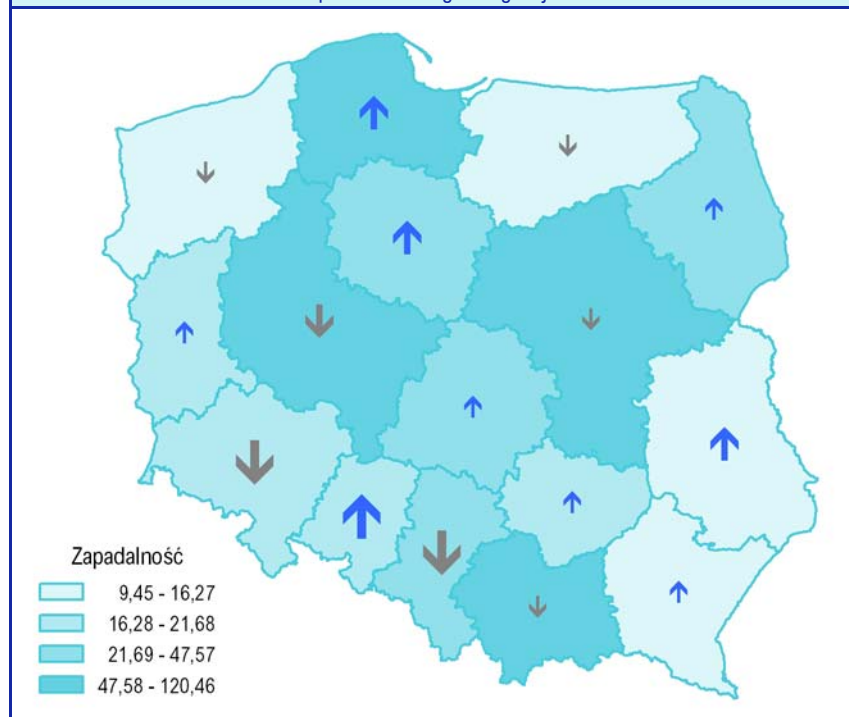 Zapadalność
9,45 - 16,27
16,28 - 21,68
21,69 - 47,57
47,58 - 120,46